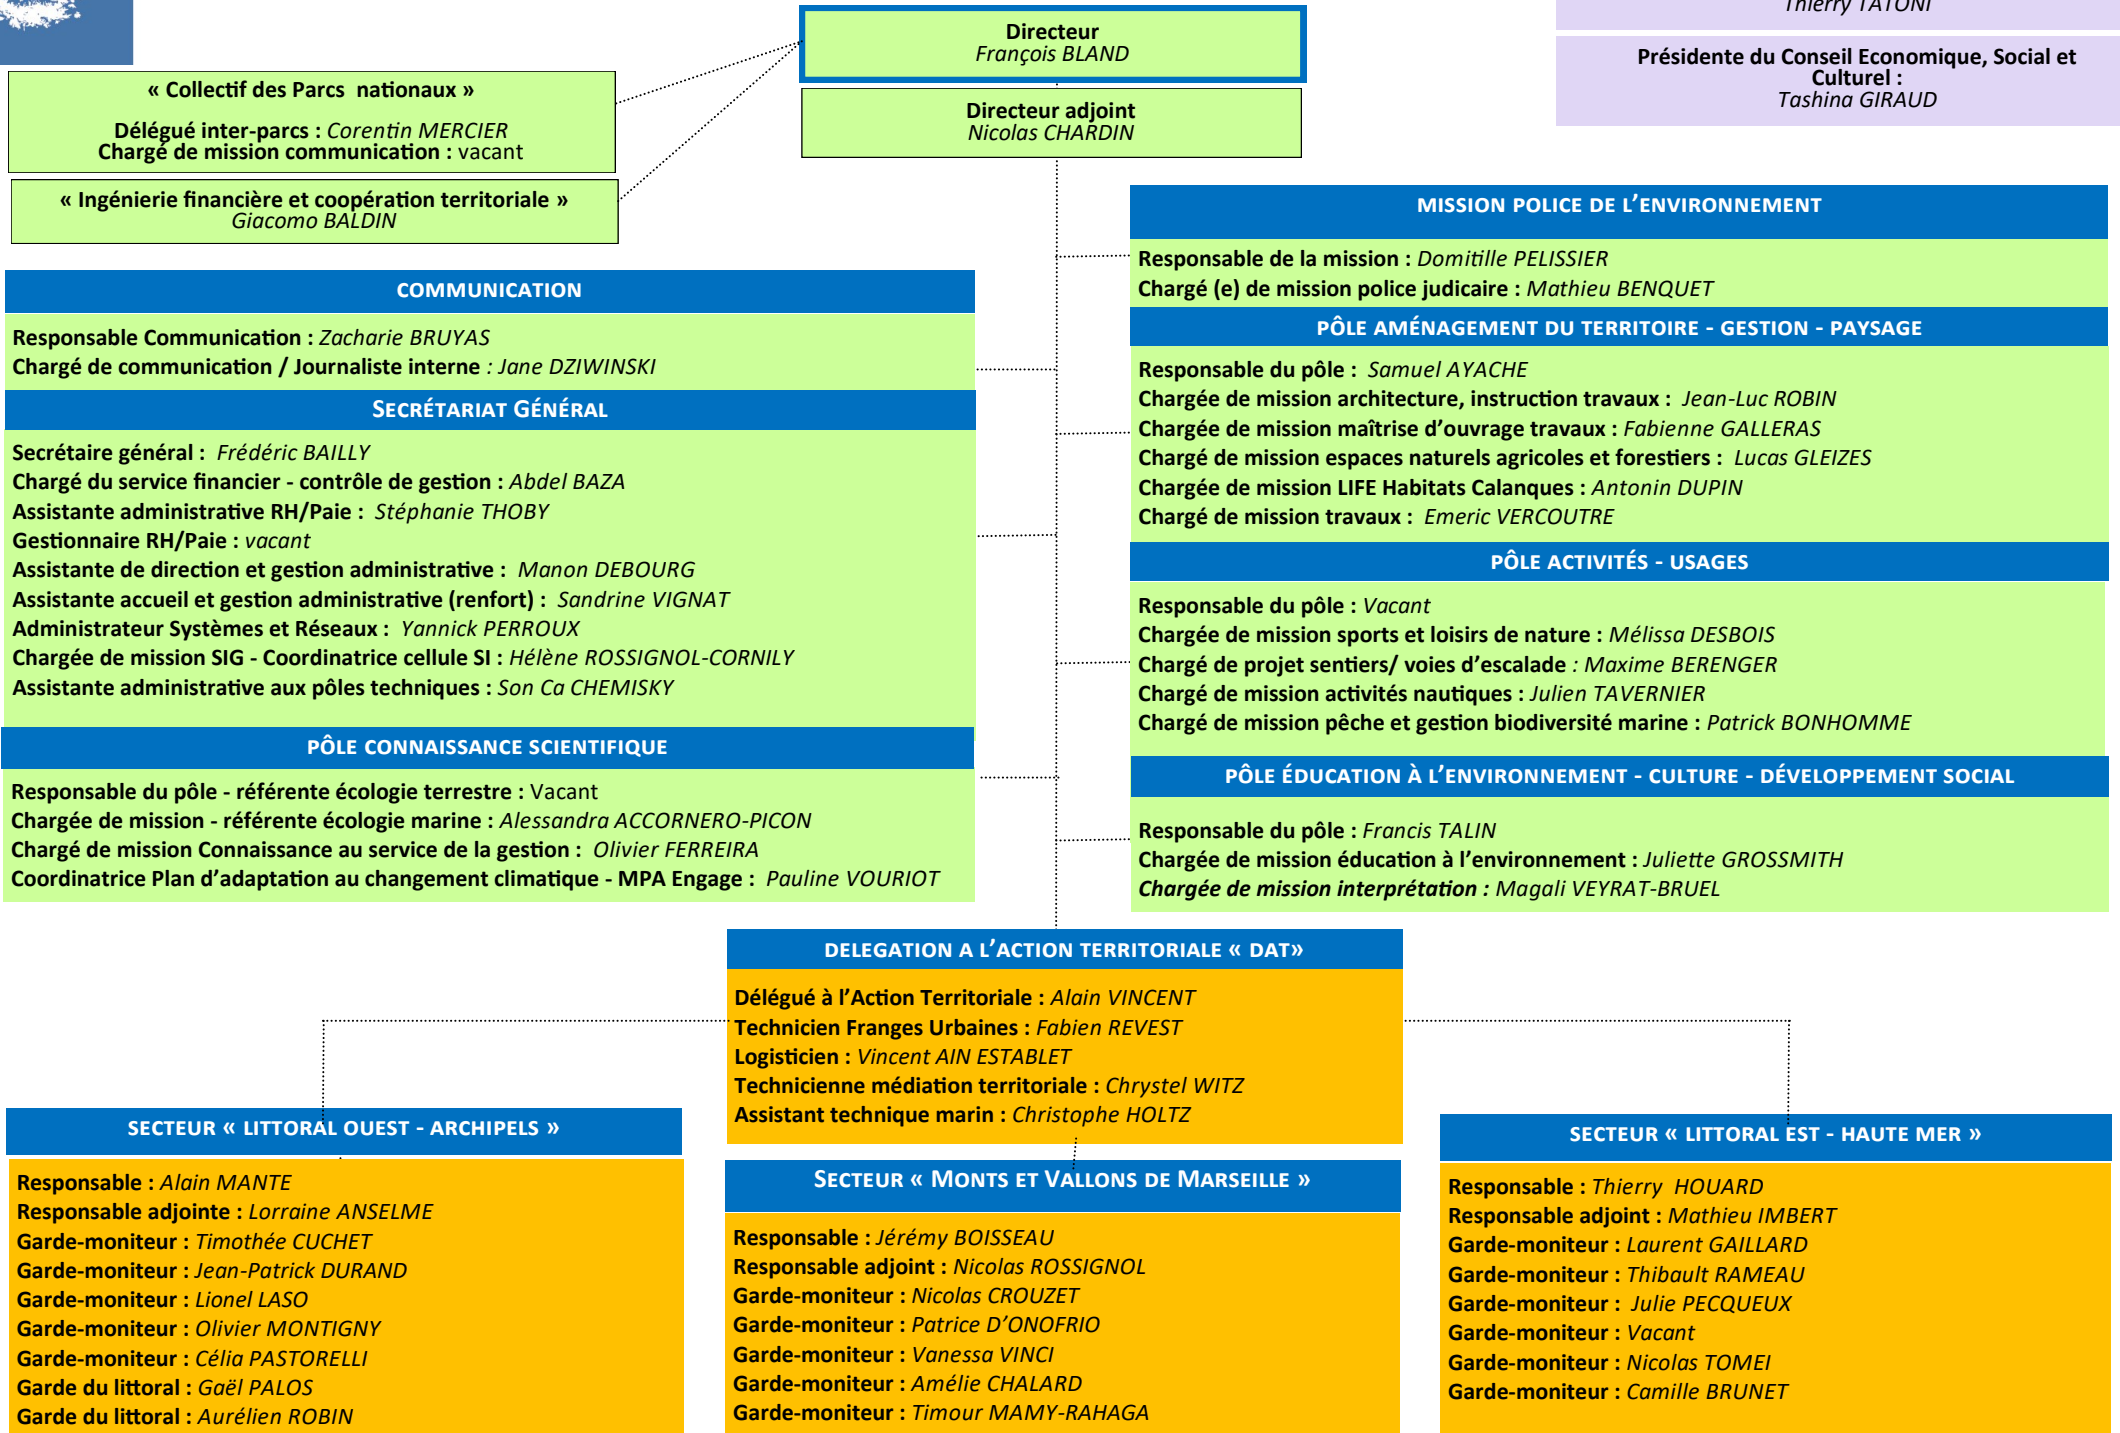 Thierry TATONI
Directeur
François BLAND
Présidente du Conseil Economique, Social et
Culturel :
Tashina GIRAUD
« Collectif des Parcs nationaux »
Délégué inter-parcs : Corentin MERCIER
Chargé de mission communication : vacant
Directeur adjoint
Nicolas CHARDIN
« Ingénierie financière et coopération territoriale »
Giacomo BALDIN
COMMUNICATION
Responsable Communication : Zacharie BRUYAS
Chargé de communication / Journaliste interne : Jane DZIWINSKI
SECRÉTARIAT GÉNÉRAL
Secrétaire général : Frédéric BAILLY
Chargé du service financier - contrôle de gestion : Abdel BAZA
Assistante administrative RH/Paie : Stéphanie THOBY
Gestionnaire RH/Paie : vacant
Assistante de direction et gestion administrative : Manon DEBOURG
Assistante accueil et gestion administrative (renfort) : Sandrine VIGNAT
Administrateur Systèmes et Réseaux : Yannick PERROUX
Chargée de mission SIG - Coordinatrice cellule SI : Hélène ROSSIGNOL-CORNILY
Assistante administrative aux pôles techniques : Son Ca CHEMISKY
PÔLE CONNAISSANCE SCIENTIFIQUE
Responsable du pôle - référente écologie terrestre : Vacant
Chargée de mission - référente écologie marine : Alessandra ACCORNERO-PICON
Chargé de mission Connaissance au service de la gestion : Olivier FERREIRA
Coordinatrice Plan d'adaptation au changement climatique - MPA Engage : Pauline VOURIOT
MISSION POLICE DE L'ENVIRONNEMENT
Responsable de la mission : Domitille PELISSIER
Chargé (e) de mission police judicaire : Mathieu BENQUET
PÔLE AMÉNAGEMENT DU TERRITOIRE - GESTION - PAYSAGE
Responsable du pôle : Samuel AYACHE
Chargée de mission architecture, instruction travaux : Jean-Luc ROBIN
Chargée de mission maîtrise d'ouvrage travaux : Fabienne GALLERAS
Chargé de mission espaces naturels agricoles et forestiers : Lucas GLEIZES
Chargée de mission LIFE Habitats Calanques : Antonin DUPIN
Chargé de mission travaux : Emeric VERCOUTRE
PÔLE ACTIVITÉS - USAGES
Responsable du pôle : Vacant
Chargée de mission sports et loisirs de nature : Mélissa DESBOIS
Chargé de projet sentiers/ voies d'escalade : Maxime BERENGER
Chargé de mission activités nautiques : Julien TAVERNIER
Chargé de mission pêche et gestion biodiversité marine : Patrick BONHOMME
PÔLE ÉDUCATION À L'ENVIRONNEMENT - CULTURE - DÉVELOPPEMENT SOCIAL
Responsable du pôle : Francis TALIN
Chargée de mission éducation à l'environnement : Juliette GROSSMITH
Chargée de mission interprétation : Magali VEYRAT-BRUEL
DELEGATION A L'ACTION TERRITORIALE « DAT»
Délégué à l'Action Territoriale : Alain VINCENT
Technicien Franges Urbaines : Fabien REVEST
Logisticien : Vincent AIN ESTABLET
Technicienne médiation territoriale : Chrystel WITZ
Assistant technique marin : Christophe HOLTZ
SECTEUR « LITTORAL OUEST - ARCHIPELS »
Responsable : Alain MANTE
Responsable adjointe : Lorraine ANSELME
Garde-moniteur : Timothée CUCHET
Garde-moniteur : Jean-Patrick DURAND
Garde-moniteur : Lionel LASO
Garde-moniteur : Olivier MONTIGNY
Garde-moniteur : Célia PASTORELLI
Garde du littoral : Gaël PALOS
Garde du littoral : Aurélien ROBIN
SECTEUR « MONTS ET VALLONS DE MARSEILLE »
Responsable : Jérémy BOISSEAU
Responsable adjoint : Nicolas ROSSIGNOL
Garde-moniteur : Nicolas CROUZET
Garde-moniteur : Patrice D'ONOFRIO
Garde-moniteur : Vanessa VINCI
Garde-moniteur : Amélie CHALARD
Garde-moniteur : Timour MAMY-RAHAGA
SECTEUR « LITTORAL EST - HAUTE MER »
Responsable : Thierry HOUARD
Responsable adjoint : Mathieu IMBERT
Garde-moniteur : Laurent GAILLARD
Garde-moniteur : Thibault RAMEAU
Garde-moniteur : Julie PECQUEUX
Garde-moniteur : Vacant
Garde-moniteur : Nicolas TOMEI
Garde-moniteur : Camille BRUNET